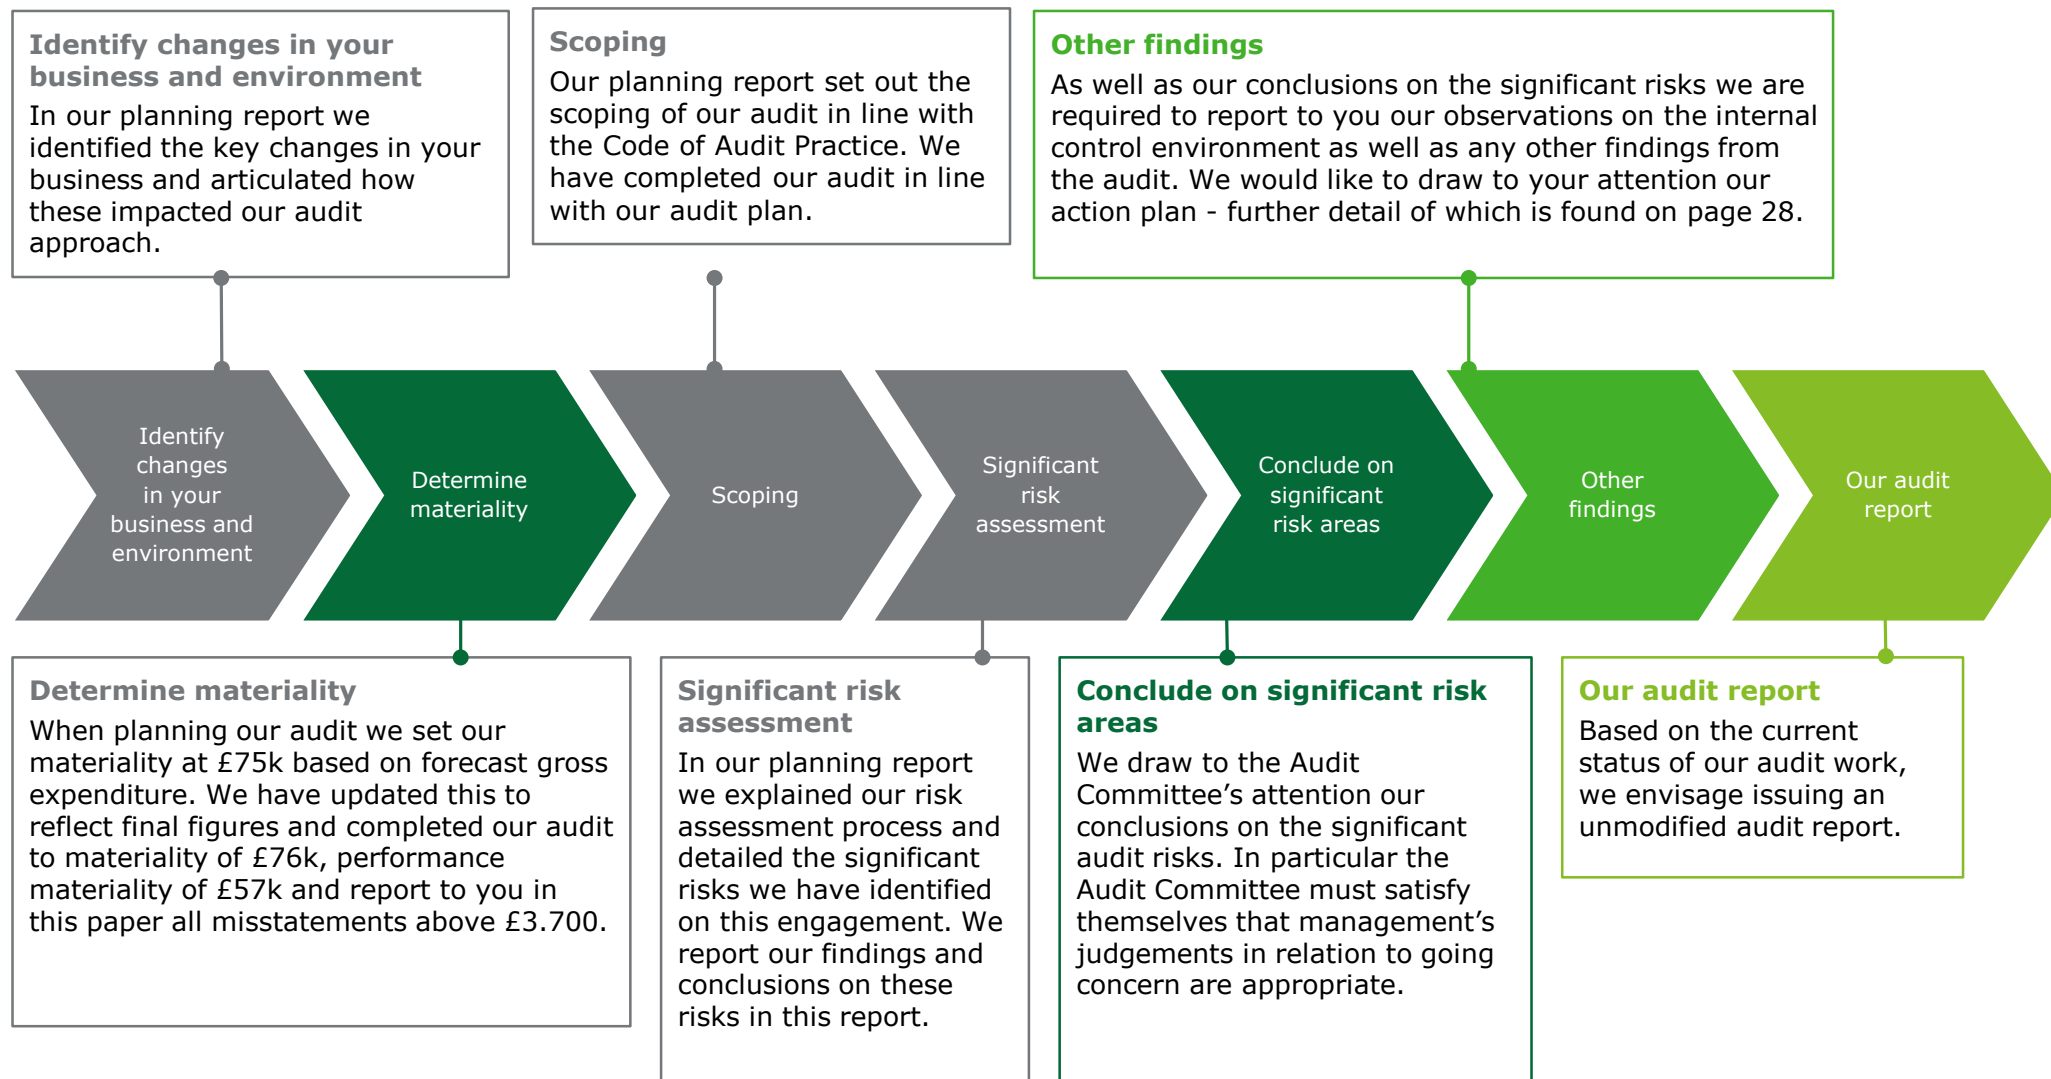 Identify changes in your
business and environment
In our planning report we
identified the key changes in your
business and articulated how
these impacted our audit
approach.
Scoping
Our planning report set out the
scoping of our audit in line with
the Code of Audit Practice. We
have completed our audit in line
with our audit plan.
Other findings
As well as our conclusions on the significant risks we are
required to report to you our observations on the internal
control environment as well as any other findings from
the audit. We would like to draw to your attention our
action plan - further detail of which is found on page 28.
Identify
changes
in your
business and
environment
Determine
materiality
Scoping
Significant
risk
assessment
Conclude on
significant
risk areas
Other
findings
Our audit
report
Determine materiality
When planning our audit we set our
materiality at £75k based on forecast gross
expenditure. We have updated this to
reflect final figures and completed our audit
to materiality of £76k, performance
materiality of £57k and report to you in
this paper all misstatements above £3.700.
Significant risk
assessment
In our planning report
we explained our risk
assessment process and
detailed the significant
risks we have identified
on this engagement. We
report our findings and
conclusions on these
risks in this report.
Conclude on significant risk
areas
We draw to the Audit
Committee’s attention our
conclusions on the significant
audit risks. In particular the
Audit Committee must satisfy
themselves that management’s
judgements in relation to going
concern are appropriate.
Our audit report
Based on the current
status of our audit work,
we envisage issuing an
unmodified audit report.